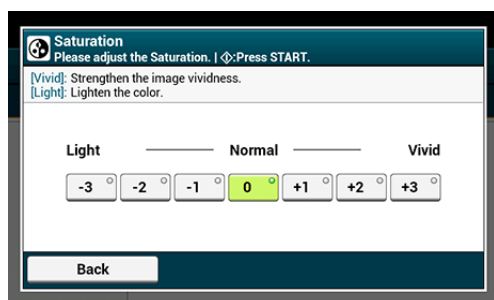 Saturation
Please adjust the Saturation. | :Press START.
[Vivid]: Strengthen the image vividness.
[Light]: Lighten the color.
Light Normal Vivid
-3 -2 -1 0 +1 +2 +3
Back